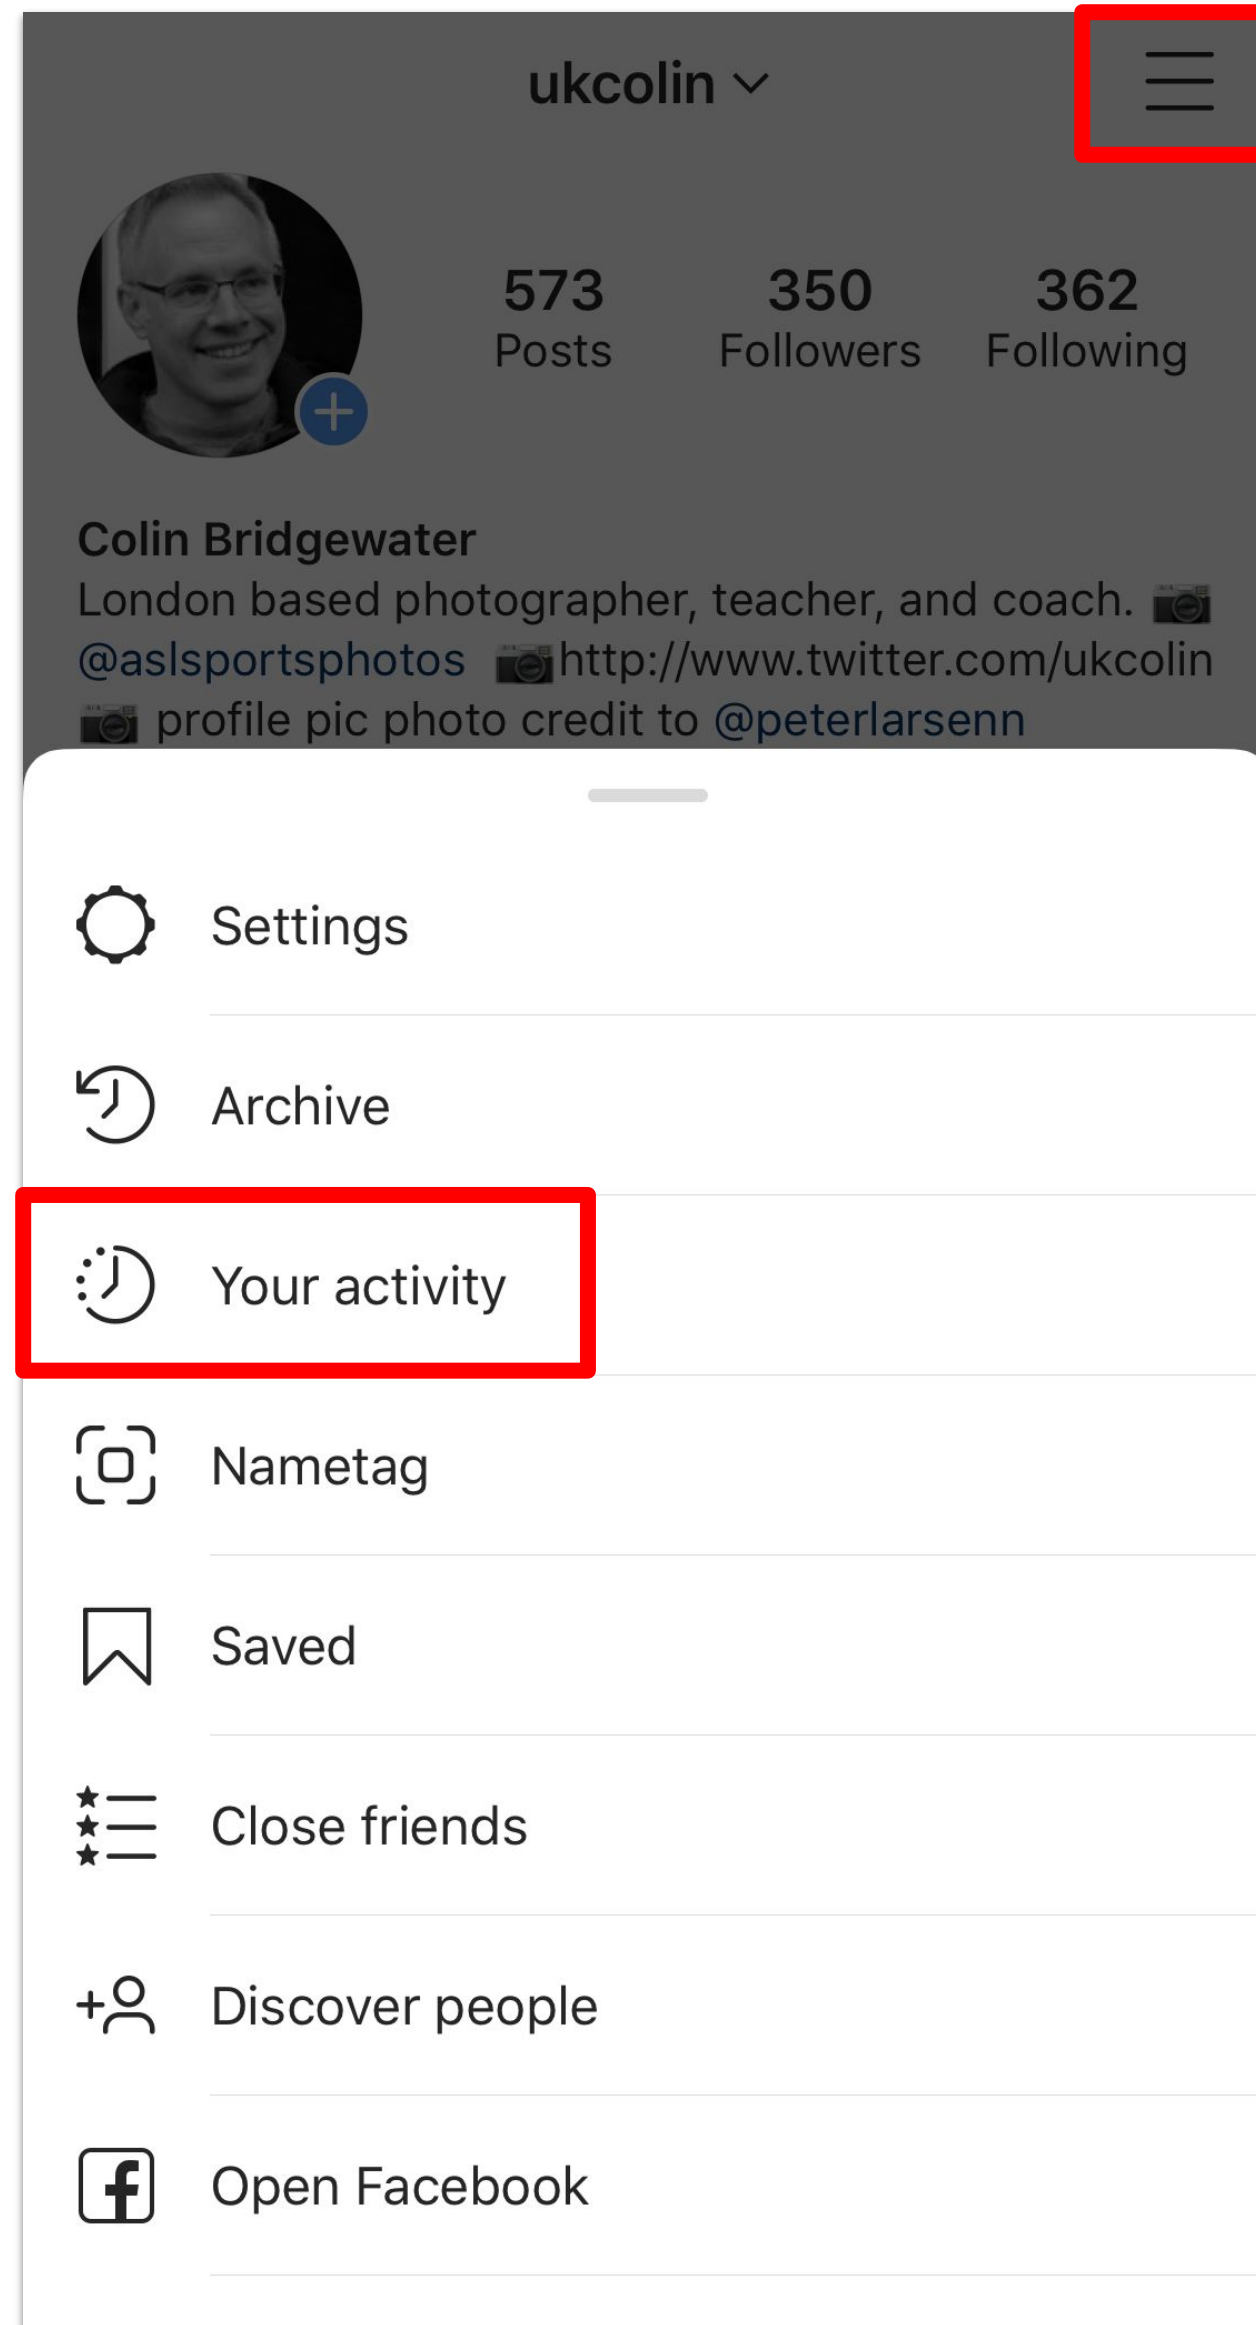 ukcolin
573 350 362
Posts Followers Following
Colin Bridgewater
London based photographer, teacher, and coach. 📷
@aslsportsphotos 📷http://www.twitter.com/ukcolin
📷 profile pic photo credit to @peterlarsenn
Settings
Archive
Your activity
Nametag
Saved
Close friends
Discover people
Open Facebook